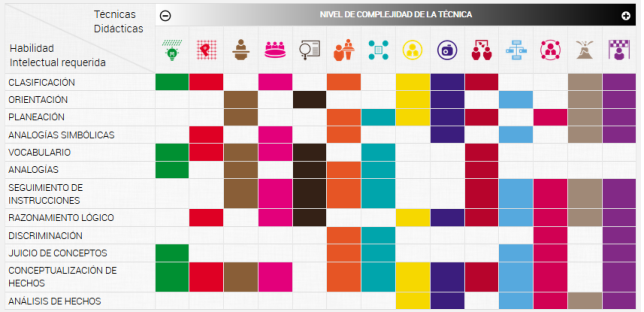 Tecnicas
Didacticas
NIVEL DE COMPLEJIDAD DE LA TÉCNICA
Habilidad
Intelectual requerida
CLASIFICACIÓN
ORIENTACIÓN
PLANEACIÓN
ANALOGÍAS SIMBÓLICAS
VOCABULARIO
ANALOGÍAS
SEGUIMIENTO DE
INSTRUCCIONES
RAZONAMIENTO LÓGICO
DISCRIMINACIÓN
JUICIO DE CONCEPTOS
CONCEPTUALIZACIÓN DE
HECHOS
ANÁLISIS DE HECHOS